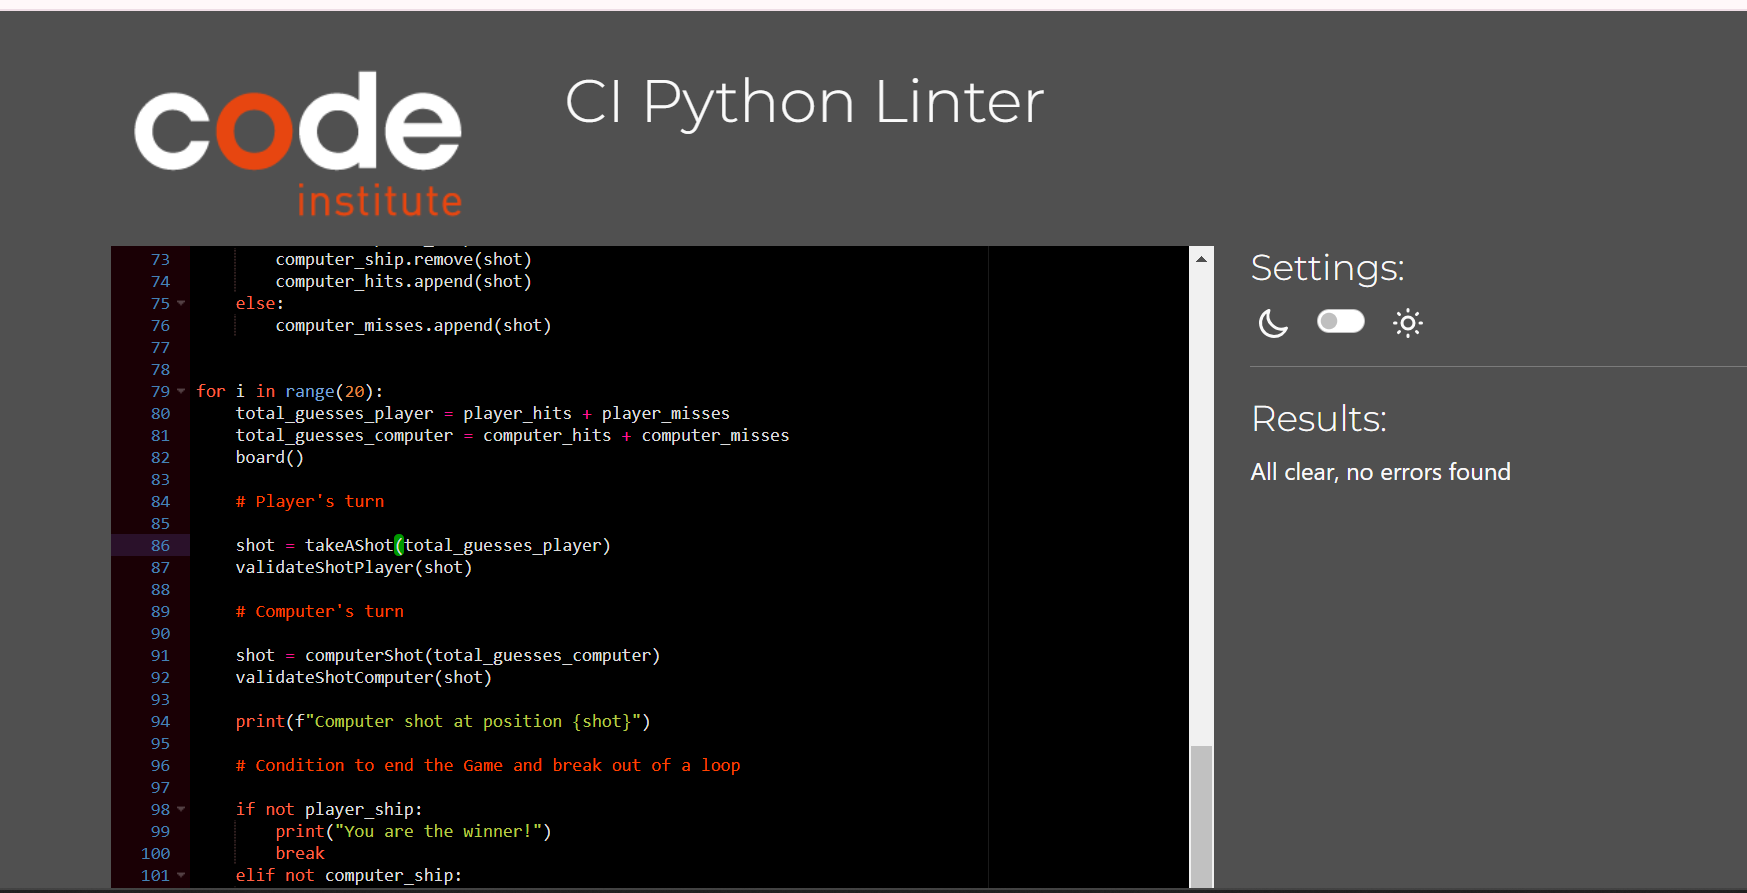 code
institute
CI Python Linter
73 computer_ship.remove(shot)
74 computer_hits.append(shot)
75 else:
76 computer_misses.append(shot)
77
78
79 for i in range(20):
80 total_guesses_player = player_hits + player_misses
81 total_guesses_computer = computer_hits + computer_misses
82 board()
83
84 # Player's turn
85
86 shot = takeAShot(total_guesses_player)
87 validateShotPlayer(shot)
88
89 # Computer's turn
90
91 shot = computerShot(total_guesses_computer)
92 validateShotComputer(shot)
93
94 print(f"Computer shot at position {shot}")
95
96 # Condition to end the Game and break out of a loop
97
98 if not player_ship:
99 print("You are the winner!")
100 break
101 elif not computer_ship:
Settings:
Results:
All clear, no errors found